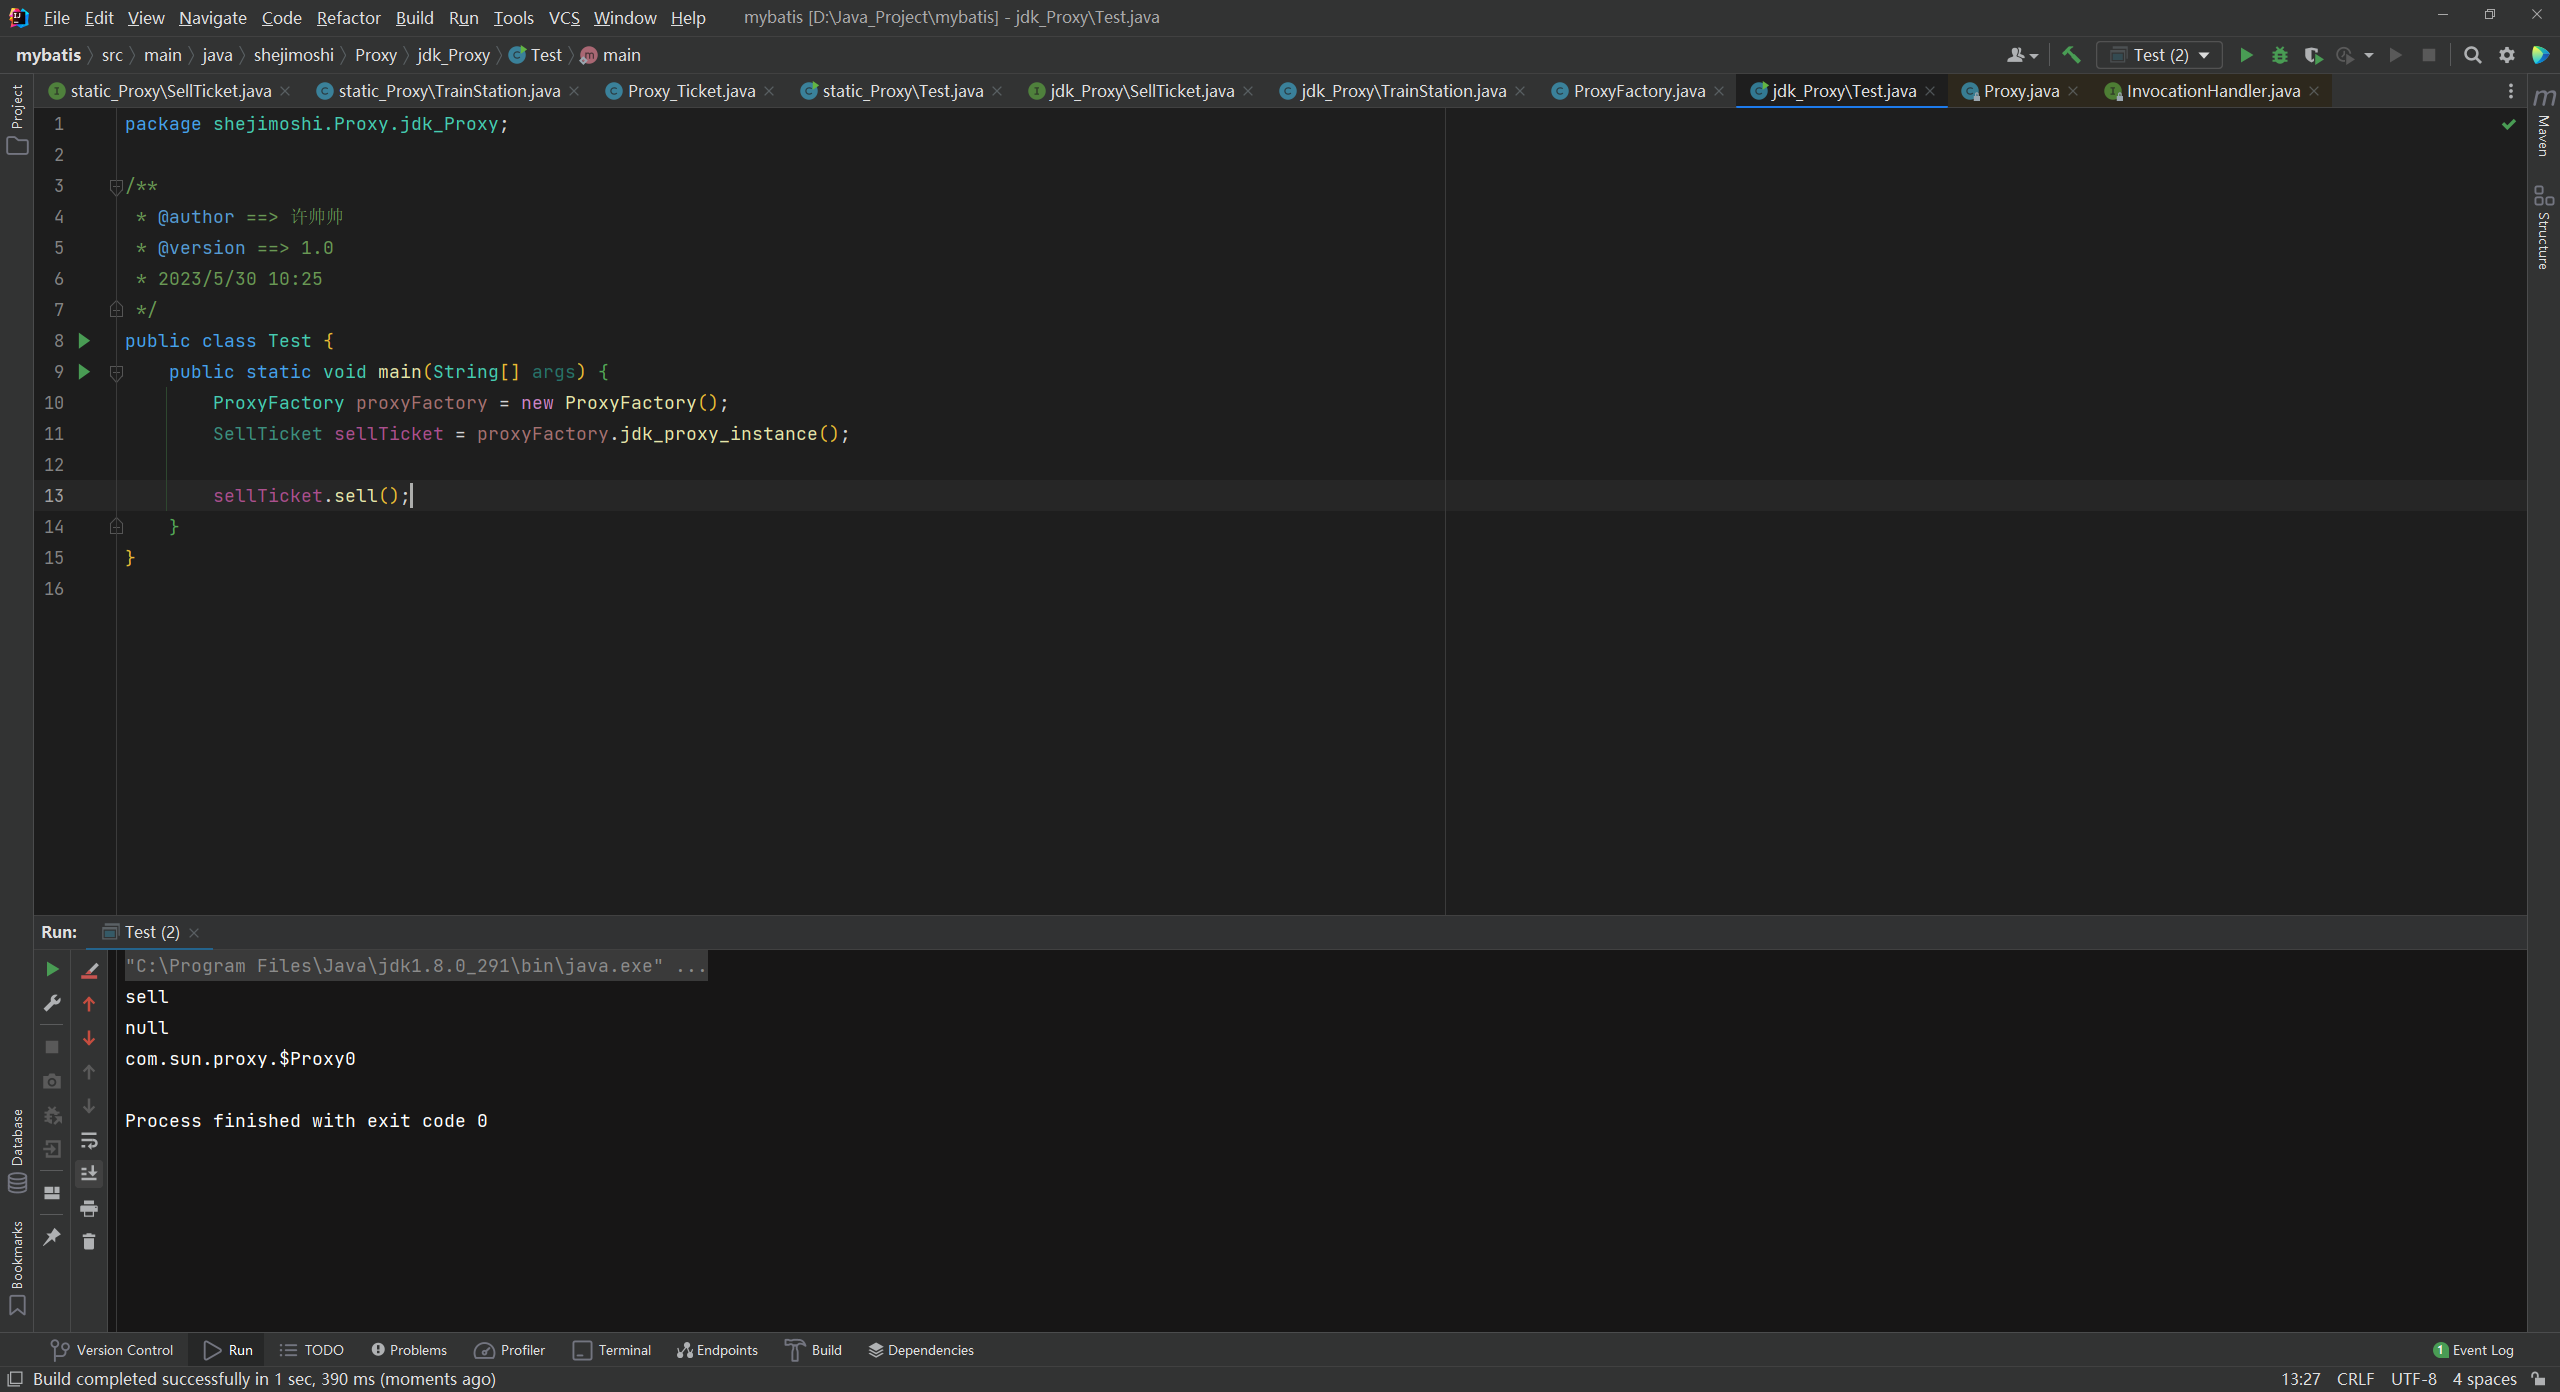 File Edit View Navigate Code Refactor Build Run Tools VCS Window Help mybatis [D:\Java_Project\mybatis] - jdk_Proxy\Test.java
mybatis src main java shejimoshi Proxy jdk_Proxy Test main Test (2)
static_Proxy\SellTicket.java static_Proxy\TrainStation.java Proxy_Ticket.java static_Proxy\Test.java jdk_Proxy\SellTicket.java jdk_Proxy\TrainStation.java ProxyFactory.java jdk_Proxy\Test.java Proxy.java InvocationHandler.java
Project
Maven
Structure
1 package shejimoshi.Proxy.jdk_Proxy;
2
3 /**
4 * @author ==> 许帅帅
5 * @version ==> 1.0
6 * 2023/5/30 10:25
7 */
8 public class Test {
9 public static void main(String[] args) {
10 ProxyFactory proxyFactory = new ProxyFactory();
11 SellTicket sellTicket = proxyFactory.jdk_proxy_instance();
12
13 sellTicket.sell();
14 }
15 }
16
Run: Test (2)
"C:\Program Files\Java\jdk1.8.0_291\bin\java.exe" ...
sell
null
com.sun.proxy.$Proxy0
Process finished with exit code 0
Database
Bookmarks
Version Control Run TODO Problems Profiler Terminal Endpoints Build Dependencies 1 Event Log
Build completed successfully in 1 sec, 390 ms (moments ago) 13:27 CRLF UTF-8 4 spaces